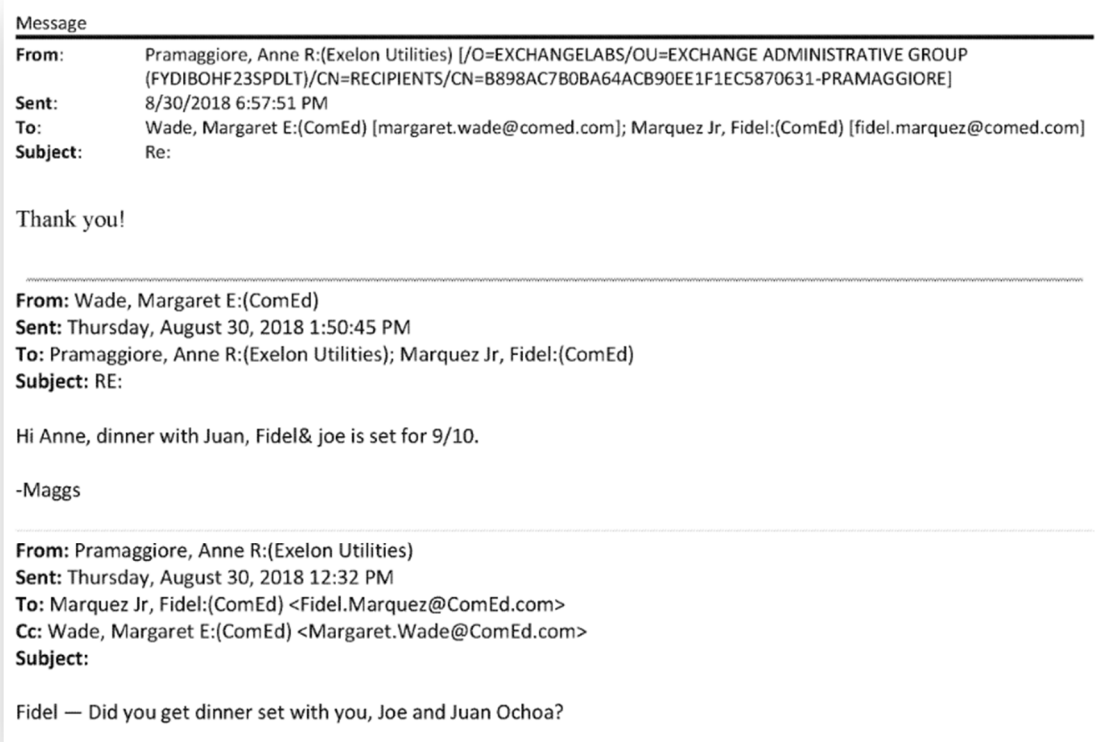 Message
From: Pramaggiore, Anne R:(Exelon Utilities) [/O=EXCHANGELABS/OU=EXCHANGE ADMINISTRATIVE GROUP
(FYDIBOHF23SPDLT)/CN=RECIPIENTS/CN=B898AC7B0BA64ACB90EE1F1EC5870631-PRAMAGGIORE]
Sent: 8/30/2018 6:57:51 PM
To: Wade, Margaret E:(ComEd) [margaret.wade@comed.com]; Marquez Jr, Fidel:(ComEd) [fidel.marquez@comed.com]
Subject: Re:
Thank you!
From: Wade, Margaret E:(ComEd)
Sent: Thursday, August 30, 2018 1:50:45 PM
To: Pramaggiore, Anne R:(Exelon Utilities); Marquez Jr, Fidel:(ComEd)
Subject: RE:
Hi Anne, dinner with Juan, Fidel& joe is set for 9/10.
-Maggs
From: Pramaggiore, Anne R:(Exelon Utilities)
Sent: Thursday, August 30, 2018 12:32 PM
To: Marquez Jr, Fidel:(ComEd) <Fidel.Marquez@ComEd.com>
Cc: Wade, Margaret E:(ComEd) <Margaret.Wade@ComEd.com>
Subject:
Fidel — Did you get dinner set with you, Joe and Juan Ochoa?